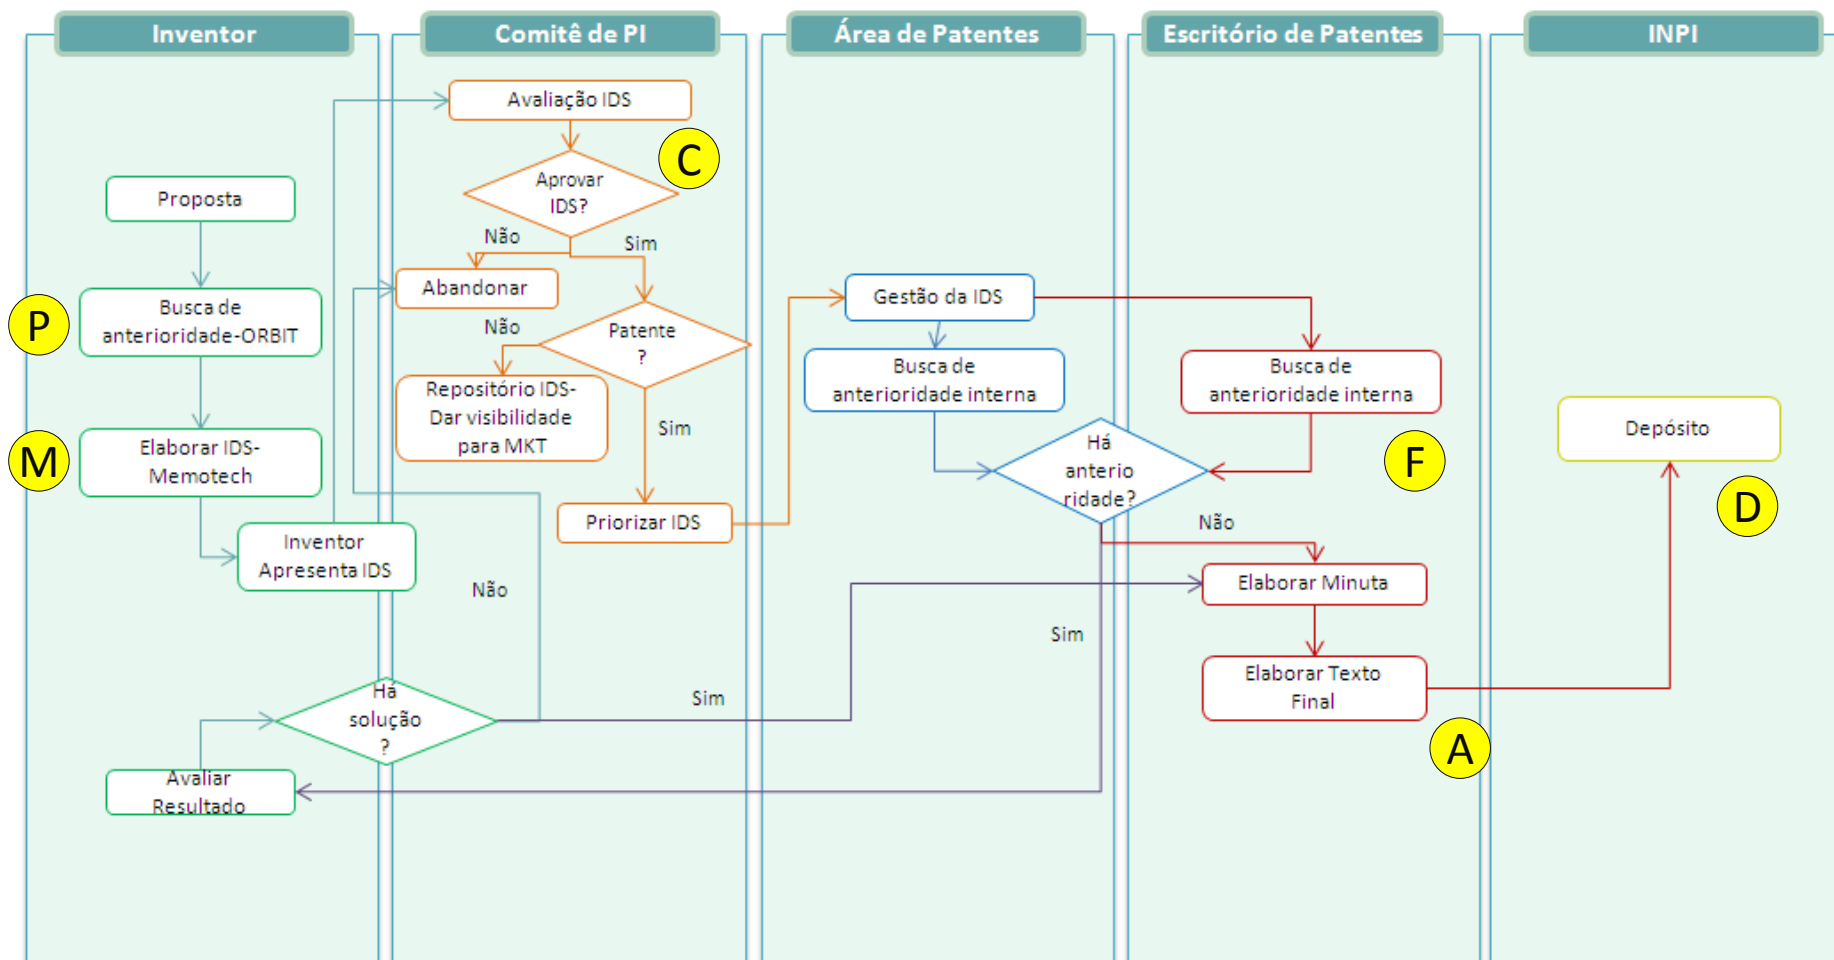 Inventor
Comitê de PI
Área de Patentes
Escritório de Patentes
INPI
Proposta
P
Busca de
anterioridade-ORBIT
M
Elaborar IDS-
Memotech
Inventor
Apresenta IDS
Há
solução
?
Avaliar
Resultado
Avaliação IDS
C
Aprovar
IDS?
Não
Sim
Abandonar
Não
Patente
?
Repositório IDS-
Dar visibilidade
para MKT
Sim
Priorizar IDS
Não
Sim
Gestão da IDS
Busca de
anterioridade interna
Há
anterio
ridade?
Sim
Busca de
anterioridade interna
F
Não
Elaborar Minuta
Elaborar Texto
Final
A
Depósito
D